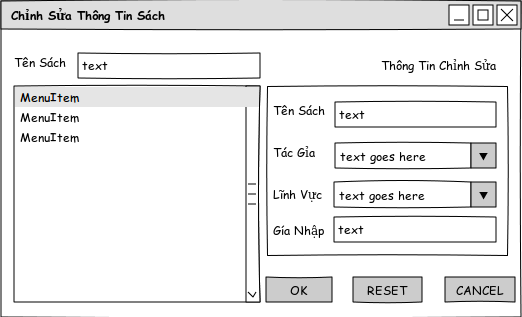 Chỉnh Sửa Thông Tin Sách
Tên Sách
text
Thông Tin Chỉnh Sửa
MenuItem
MenuItem
MenuItem
Tên Sách
text
Tác Gỉa
text goes here
Lĩnh Vực
text goes here
Gía Nhập
text
OK
RESET
CANCEL